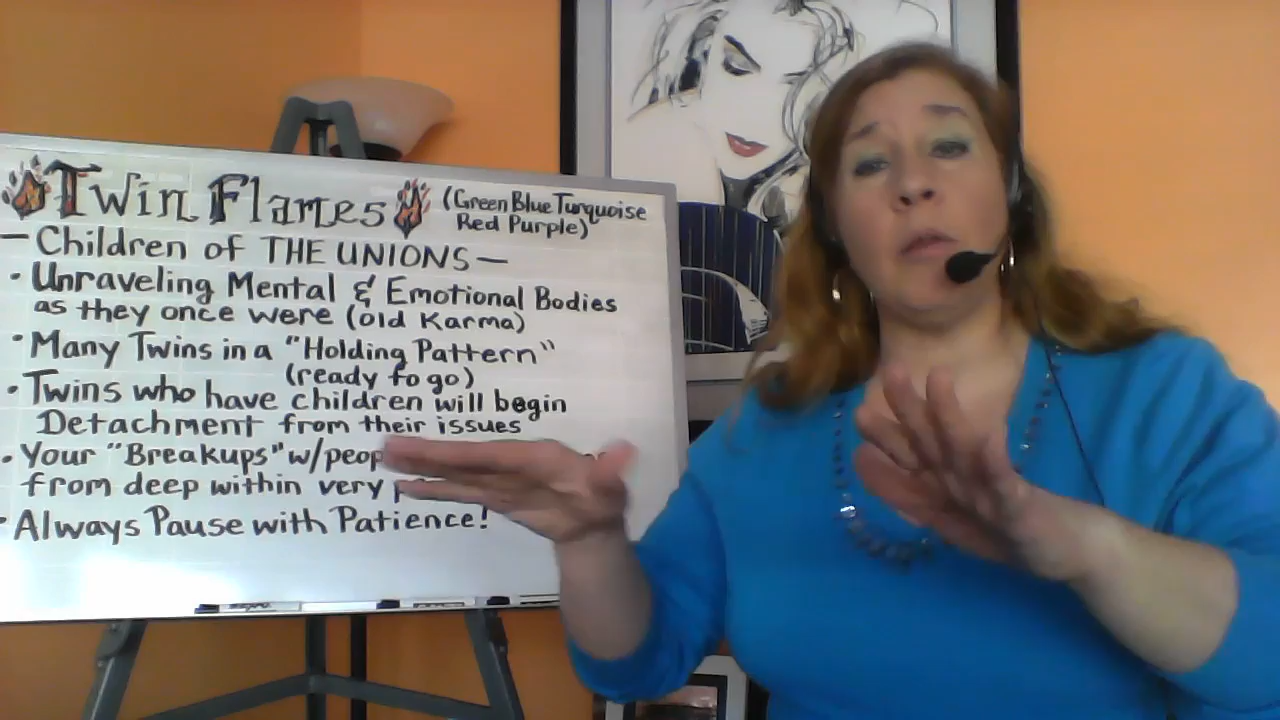 Twin Flames (Green Blue Turquoise
Red Purple)
— Children of THE UNIONS —
• Unraveling Mental & Emotional Bodies
as they once were (old Karma)
• Many Twins in a "Holding Pattern"
(ready to go)
• Twins who have children will begin
Detachment from their issues
• Your "Breakups" w/
from deep within very
• Always Pause with Patience!